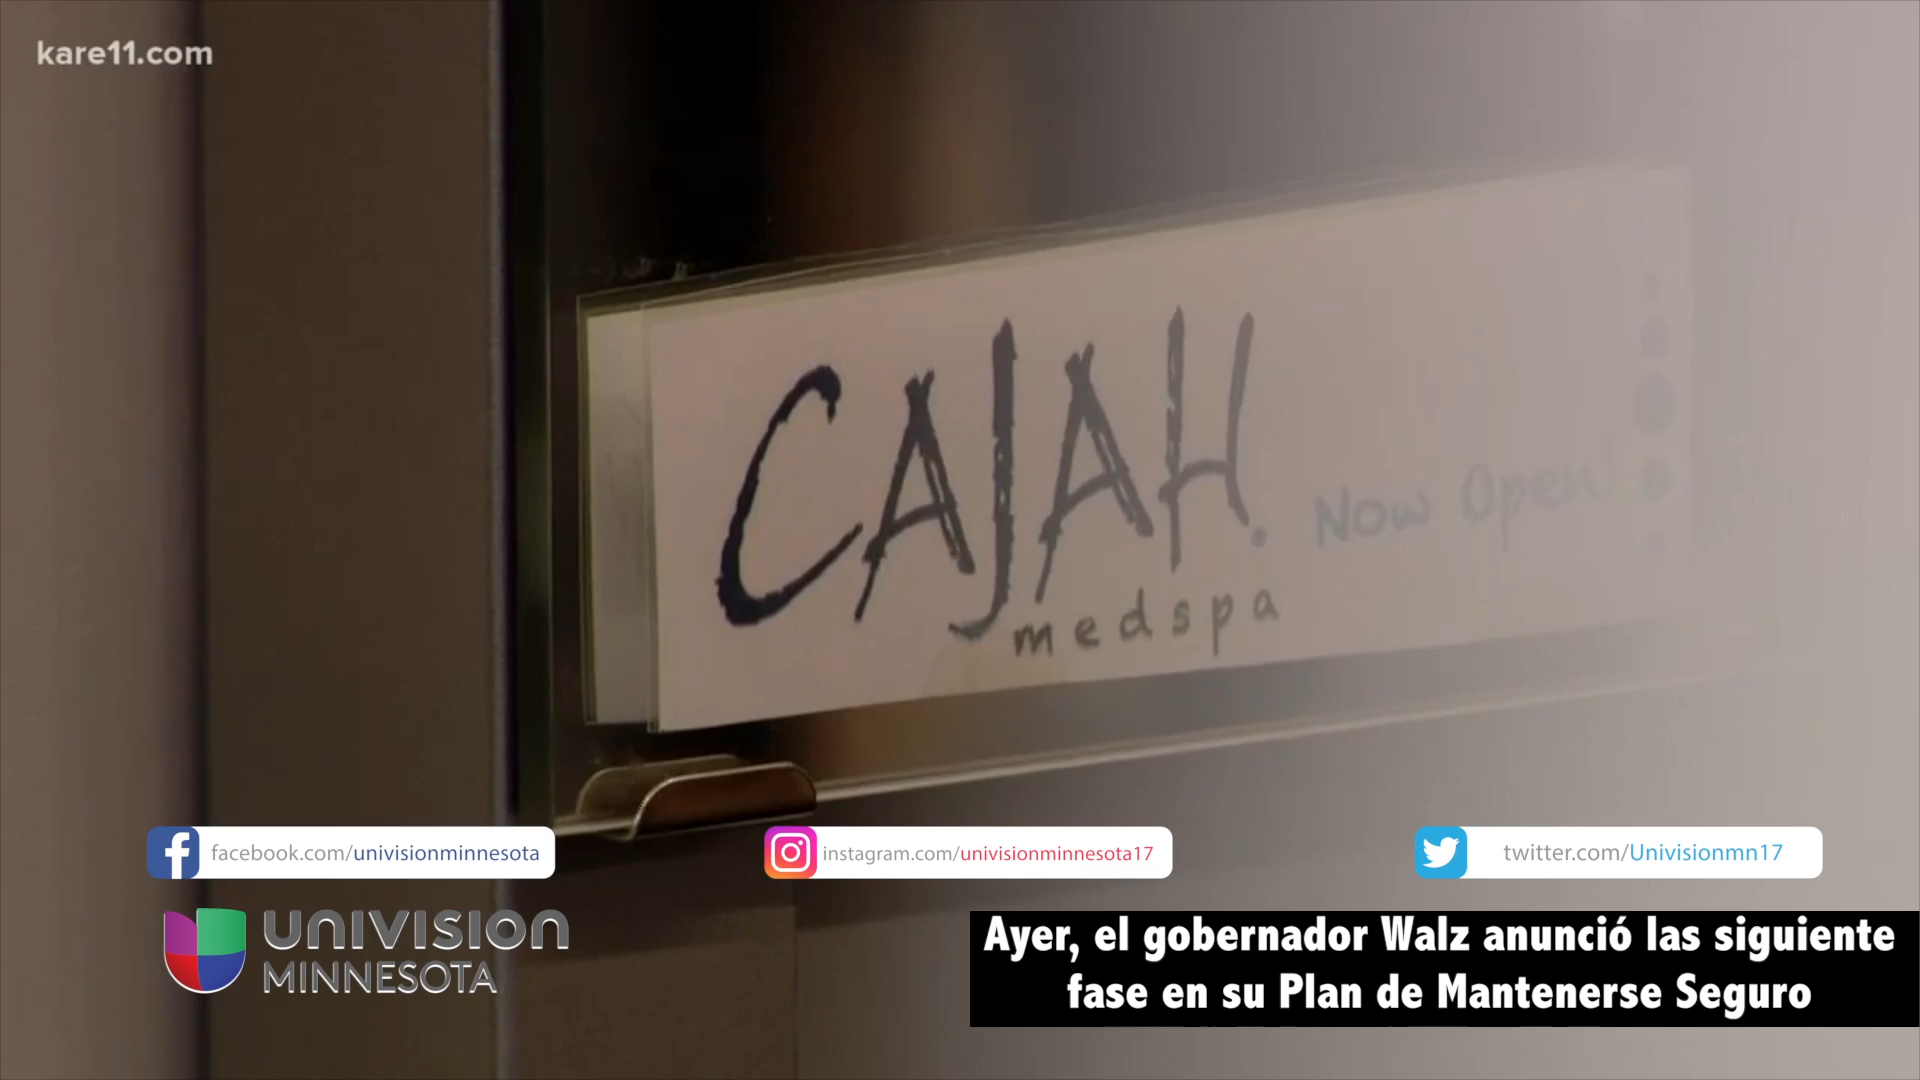 kare11.com
CAJAH.
Now Open!
medspa
facebook.com/univisionminnesota
instagram.com/univisionminnesota17
twitter.com/Univisionmn17
UNIVISION
MINNESOTA
Ayer, el gobernador Walz anunció las siguiente
fase en su Plan de Mantenerse Seguro